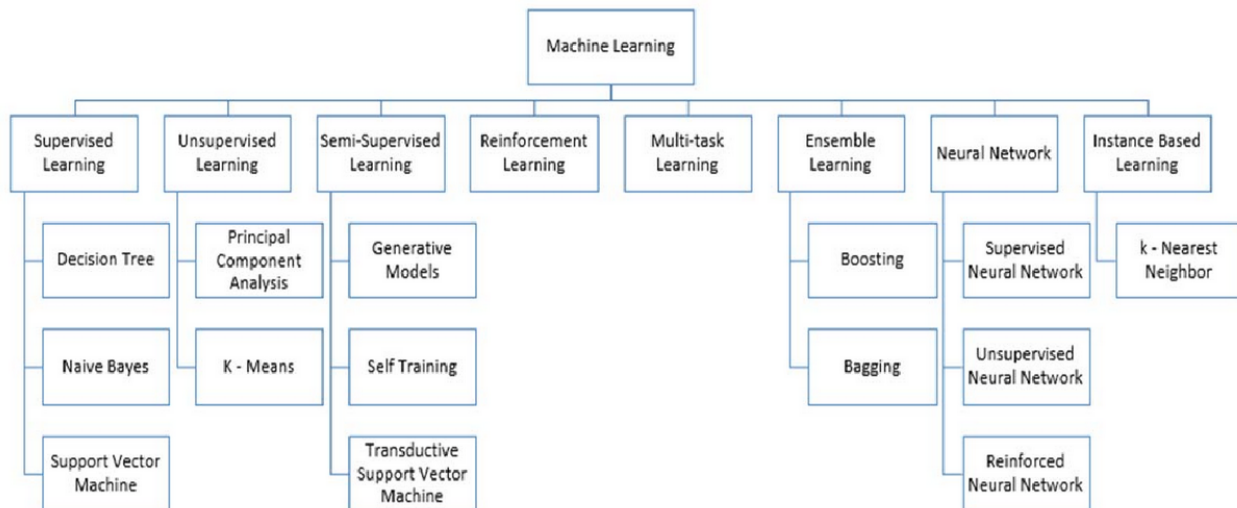 Machine Learning
Supervised
Learning
Unsupervised
Learning
Semi-Supervised
Learning
Reinforcement
Learning
Multi-task
Learning
Ensemble
Learning
Neural Network
Instance Based
Learning
Decision Tree
Principal
Component
Analysis
Generative
Models
Boosting
Supervised
Neural Network
k - Nearest
Neighbor
Naive Bayes
K - Means
Self Training
Bagging
Unsupervised
Neural Network
Support Vector
Machine
Transductive
Support Vector
Machine
Reinforced
Neural Network